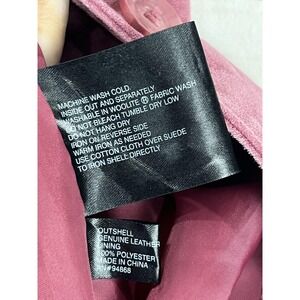 MACHINE WASH COLD
INSIDE OUT AND SEPARATELY
WASHABLE IN WOOLITE ® FABRIC WASH
DO NOT BLEACH TUMBLE DRY LOW
DO NOT HANG DRY
IRON ON REVERSE SIDE
WARM IRON AS NEEDED
USE COTTON CLOTH OVER SUEDE
TO IRON SHELL DIRECTLY
OUTSHELL
GENUINE LEATHER
LINING
100% POLYESTER
MADE IN CHINA
RN#94868